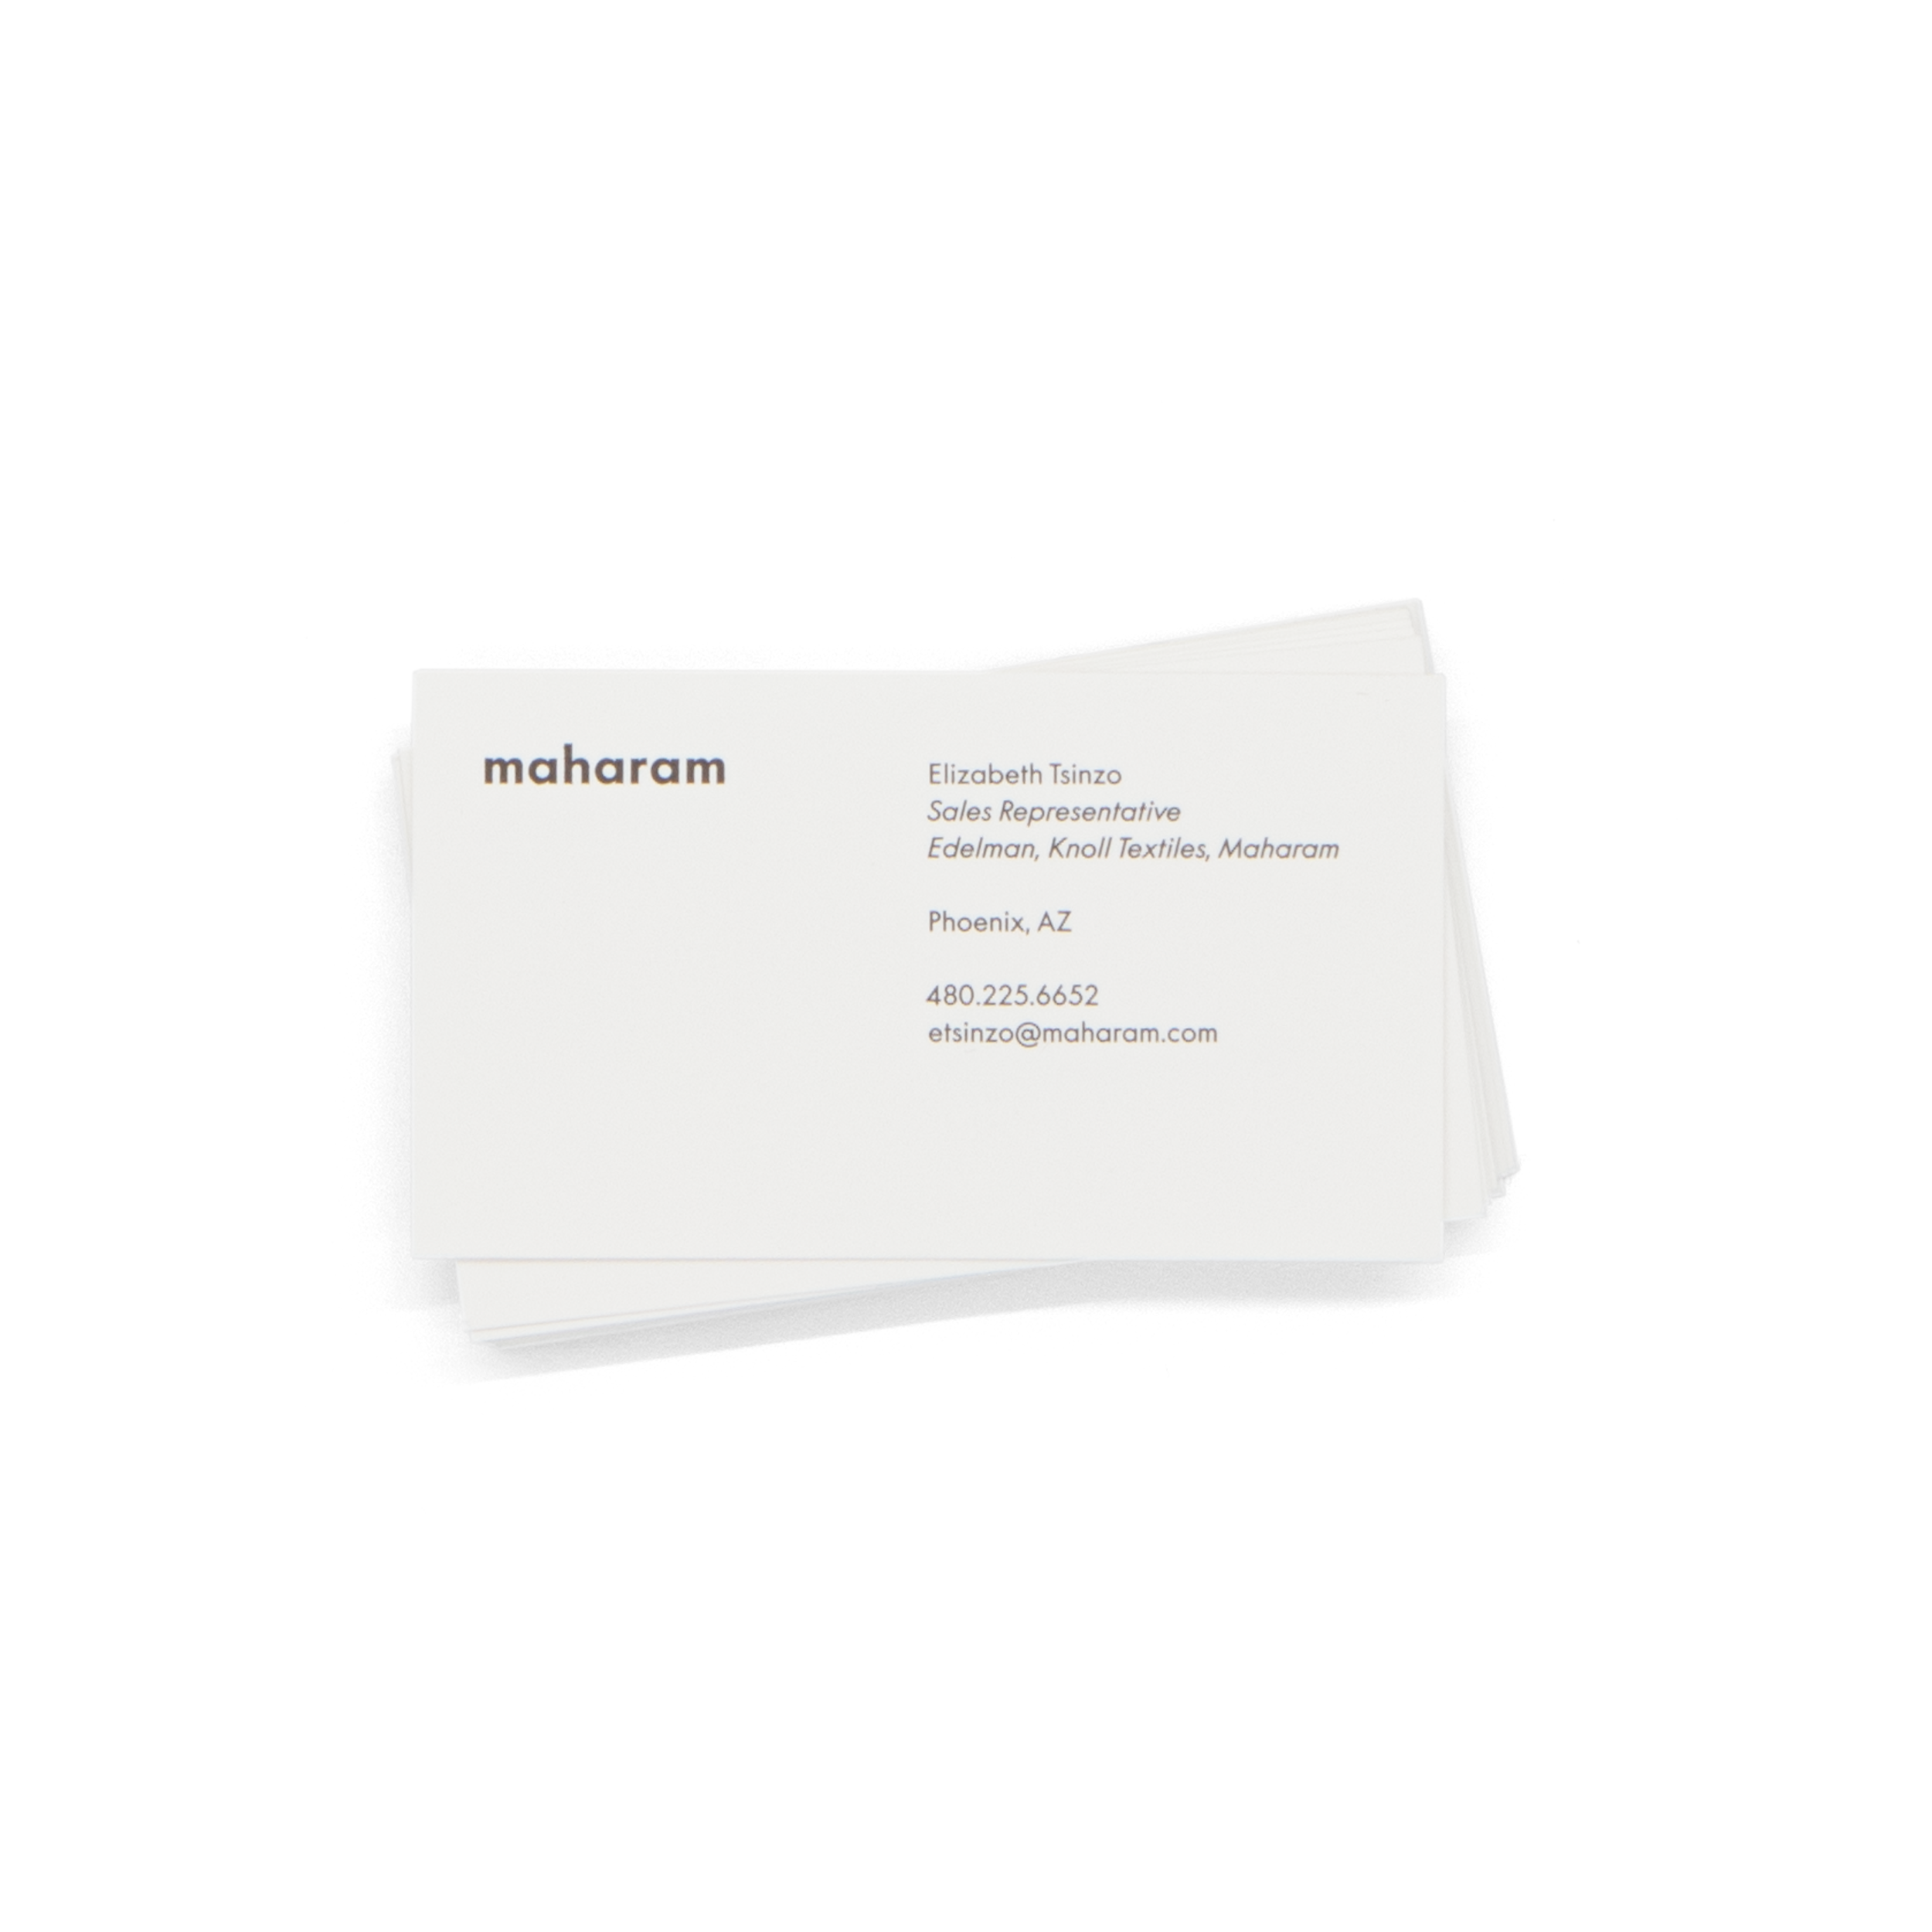 maharam
Elizabeth Tsinzo
Sales Representative
Edelman, Knoll Textiles, Maharam
Phoenix, AZ
480.225.6652
etsinzo@maharam.com